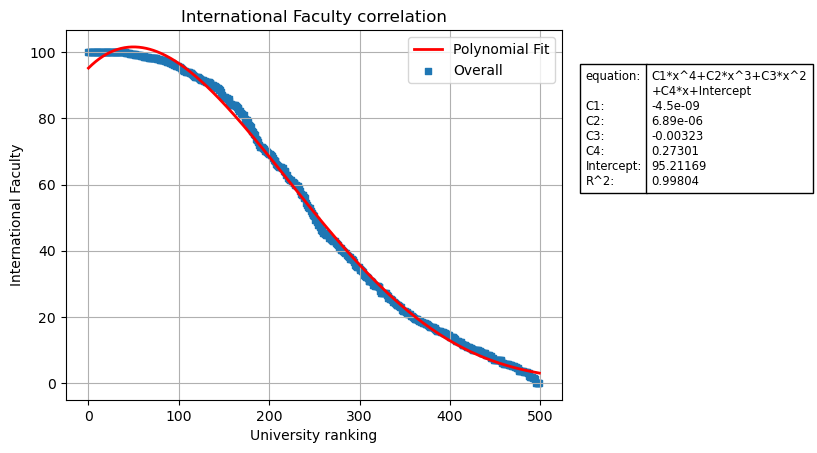 International Faculty correlation
International Faculty
100
80
60
40
20
0
0 100 200 300 400 500
University ranking
Polynomial Fit
Overall
equation: C1*x^4+C2*x^3+C3*x^2
+C4*x+Intercept
C1: -4.5e-09
C2: 6.89e-06
C3: -0.00323
C4: 0.27301
Intercept: 95.21169
R^2: 0.99804